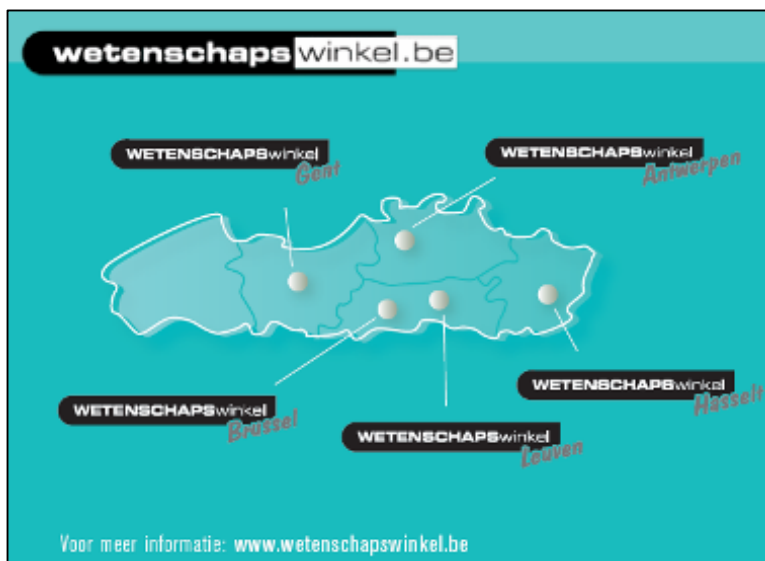 wetenschapswinkel.be
WETENSCHAPSwinkel
Gent
WETENSCHAPSwinkel
Antwerpen
WETENSCHAPSwinkel
Hasselt
WETENSCHAPSwinkel
Brussel
WETENSCHAPSwinkel
Leuven
Voor meer informatie: www.wetenschapswinkel.be